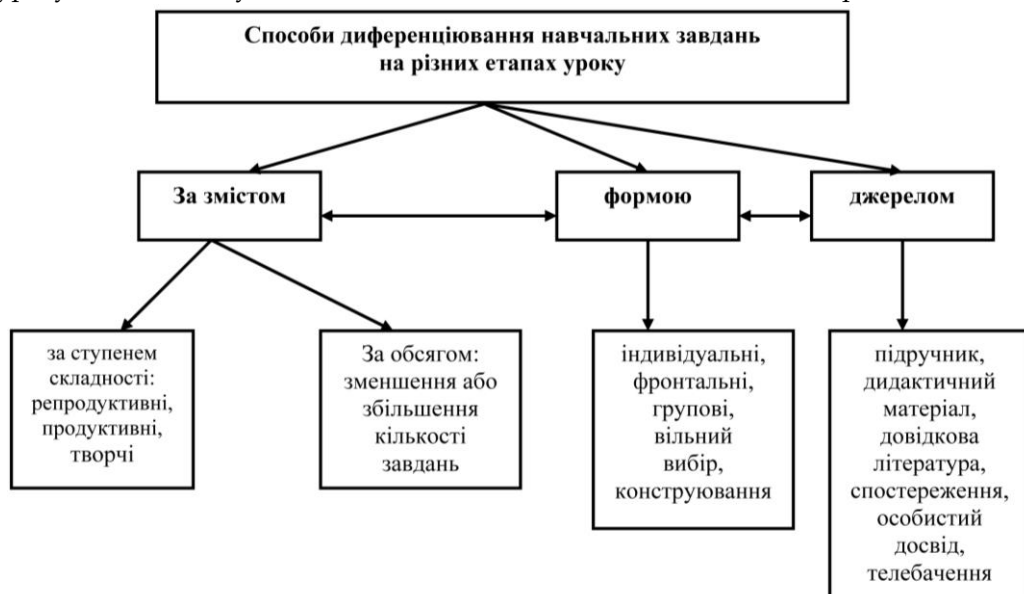 Способи диференціювання навчальних завдань
на різних етапах уроку
За змістом
формою
джерелом
за ступенем
складності:
репродуктивні,
продуктивні,
творчі
За обсягом:
зменшення або
збільшення
кількості
завдань
індивідуальні,
фронтальні,
групові,
вільний
вибір,
конструювання
підручник,
дидактичний
матеріал,
довідкова
література,
спостереження,
особистий
досвід,
телебачення